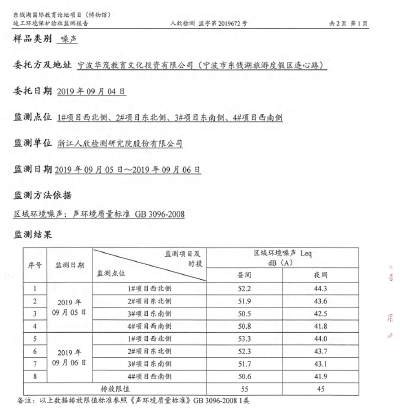 东钱湖国际教育论坛项目（博物馆）
施工环境保护验收监测报告 人欣检测 监字第 2019672 号 共 2 页 第 1 页
样品类别 噪声
委托方及地址 宁波华茂教育文化投资有限公司（宁波市东钱湖旅游度假区连心路）
委托日期 2019 年 09 月 04 日
监测点位 1#项目西北侧、2#项目东北侧、3#项目东南侧、4#项目西南侧
监测单位 浙江人欣检测研究院股份有限公司
监测日期 2019 年 09 月 05 日～2019 年 09 月 06 日
监测方法依据
区域环境噪声：声环境质量标准 GB 3096-2008
监测结果
序号 监测日期 监测项目及时段 监测点位 区域环境噪声 Leq dB（A）
昼间 夜间
1 2019 年 09 月 05 日 1#项目西北侧 52.2 44.3
2 2#项目东北侧 51.9 43.6
3 3#项目东南侧 50.5 42.5
4 4#项目西南侧 50.8 41.8
5 2019 年 09 月 06 日 1#项目西北侧 53.3 44.0
6 2#项目东北侧 52.3 43.7
7 3#项目东南侧 51.7 43.1
8 4#项目西南侧 50.6 41.9
排放限值 55 45
备注：以上数据排放限值标准参照《声环境质量标准》GB 3096-2008 1类